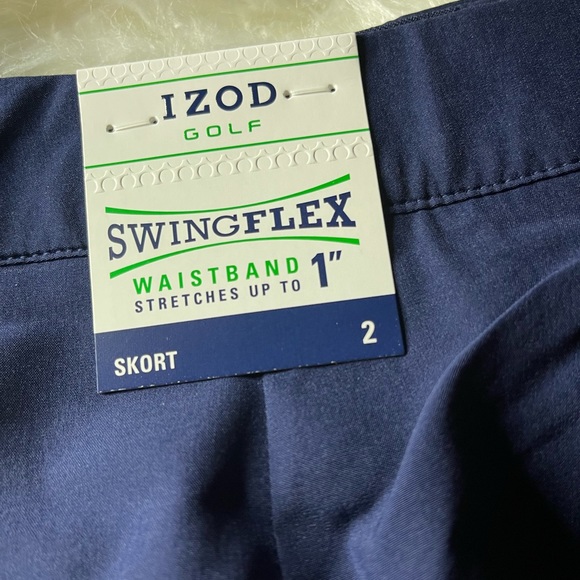 IZOD
GOLF
SWINGFLEX
WAISTBAND
STRETCHES UP TO 1"
SKORT 2